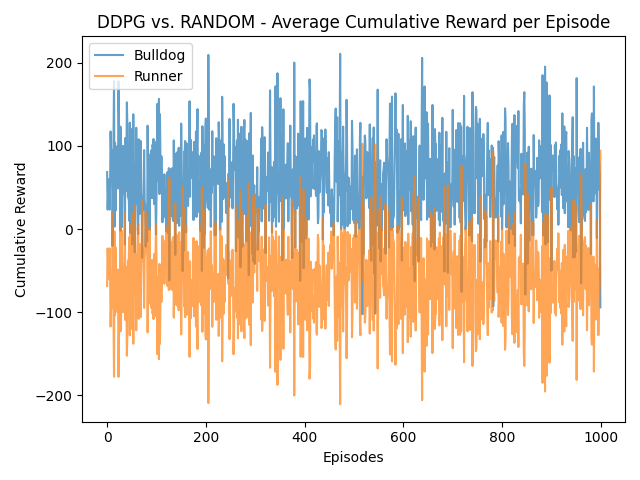 DDPG vs. RANDOM - Average Cumulative Reward per Episode
Bulldog
Runner
Cumulative Reward
200
100
0
−100
−200
0 200 400 600 800 1000
Episodes